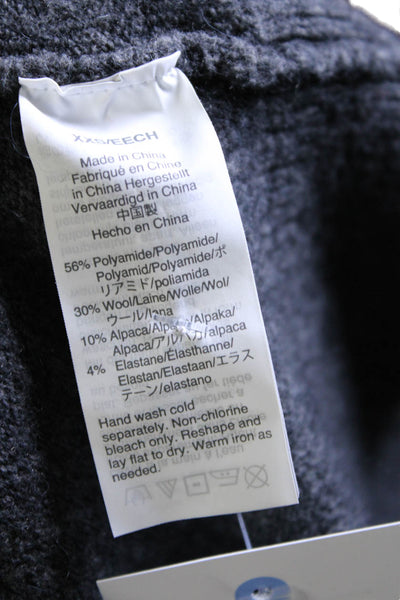 XXS/EECH
Made in China
Fabriqué en China
in China Hergestellt
Vervaardigd in China
中国製
Hecho en China
56% Polyamide/Polyamide/
Polyamid/Polyamide/ポ
リアミド/poliamida
30% Wool/Laine/Wolle/Wol/
ウール/lana
10% Alpaca/Alpaga/Alpaka/
Alpaca/アルパカ/alpaca
4% Elastane/Élasthanne/
Elastan/Elastaan/エラス
テーン/elastano
Hand wash cold
separately. Non-chlorine
bleach only. Reshape and
lay flat to dry. Warm iron as
needed.